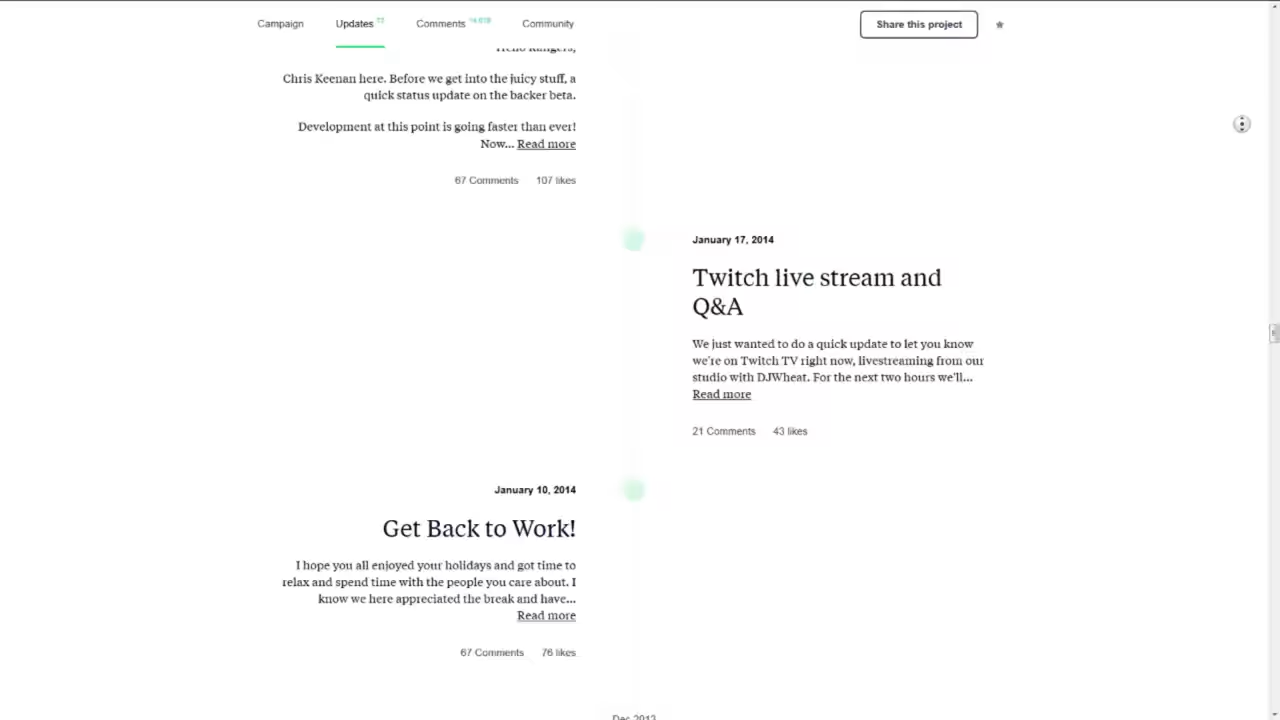 Campaign Updates 72 Comments Community Share this project
Hello Rangers,
Chris Keenan here. Before we get into the juicy stuff, a
quick status update on the backer beta.
Development at this point is going faster than ever!
Now... Read more
67 Comments 107 likes
January 17, 2014
Twitch live stream and
Q&A
We just wanted to do a quick update to let you know
we're on Twitch TV right now, livestreaming from our
studio with DJWheat. For the next two hours we'll...
Read more
21 Comments 43 likes
January 10, 2014
Get Back to Work!
I hope you all enjoyed your holidays and got time to
relax and spend time with the people you care about. I
know we here appreciated the break and have...
Read more
67 Comments 76 likes
Dec 2013